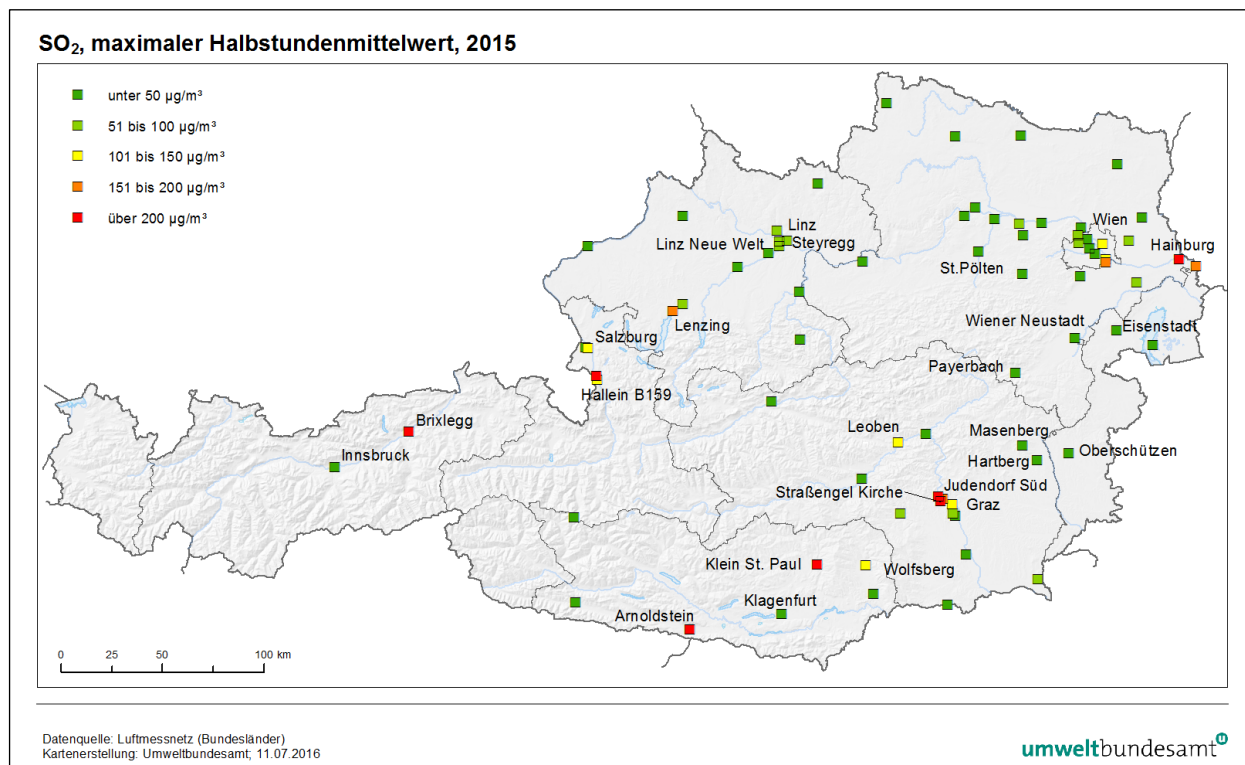 SO₂, maximaler Halbstundenmittelwert, 2015
unter 50 µg/m³
51 bis 100 µg/m³
101 bis 150 µg/m³
151 bis 200 µg/m³
über 200 µg/m³
Linz
Linz Neue Welt
Steyregg
Wien
Hainburg
St.Pölten
Lenzing
Wiener Neustadt
Eisenstadt
Salzburg
Payerbach
Hallein B159
Brixlegg
Leoben
Masenberg
Innsbruck
Hartberg
Oberschützen
Straßengel Kirche
Judendorf Süd
Graz
Klein St. Paul
Wolfsberg
Klagenfurt
Arnoldstein
0 25 50 100 km
Datenquelle: Luftmessnetz (Bundesländer)
Kartenerstellung: Umweltbundesamt; 11.07.2016
umweltbundesamt u